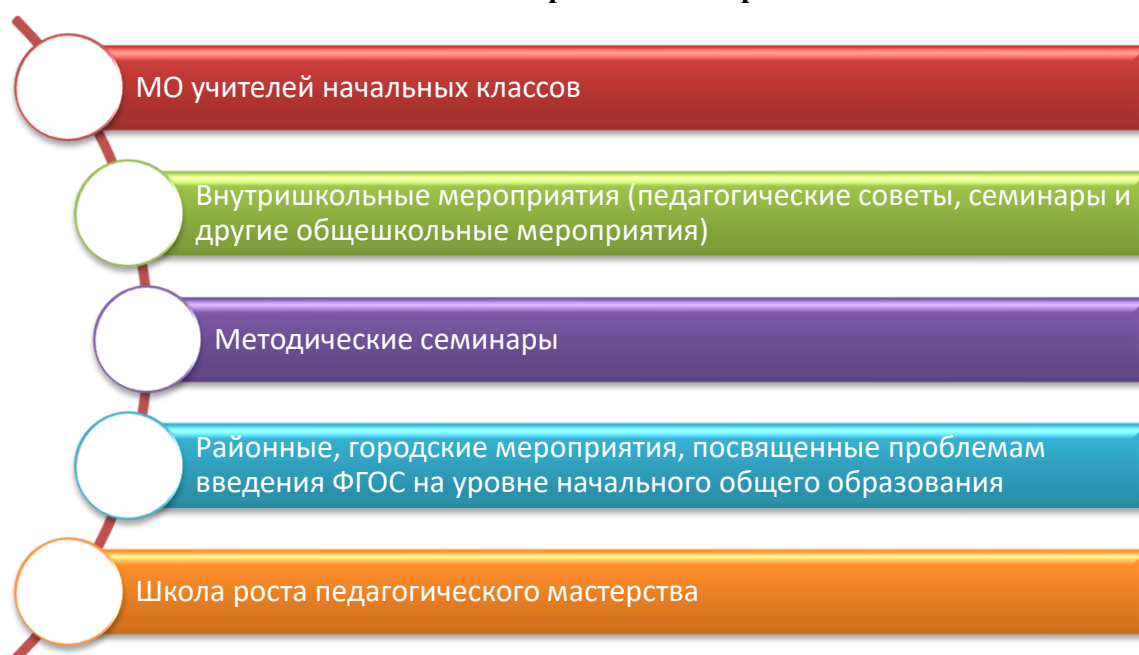 МО учителей начальных классов
Внутришкольные мероприятия (педагогические советы, семинары и
другие общешкольные мероприятия)
Методические семинары
Районные, городские мероприятия, посвященные проблемам
введения ФГОС на уровне начального общего образования
Школа роста педагогического мастерства